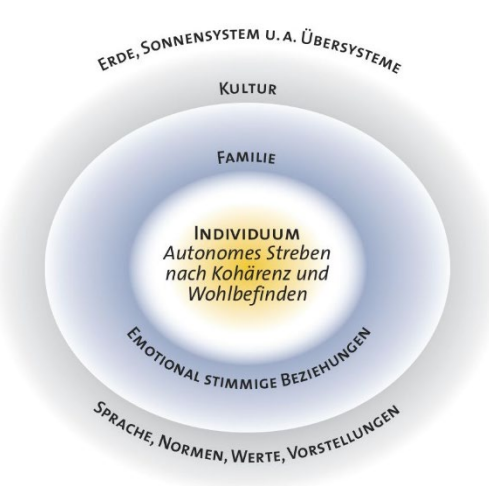 Erde, Sonnensystem u. a. Übersysteme
Kultur
Familie
Individuum
Autonomes Streben
nach Kohärenz und
Wohlbefinden
Emotional stimmige Beziehungen
Sprache, Normen, Werte, Vorstellungen